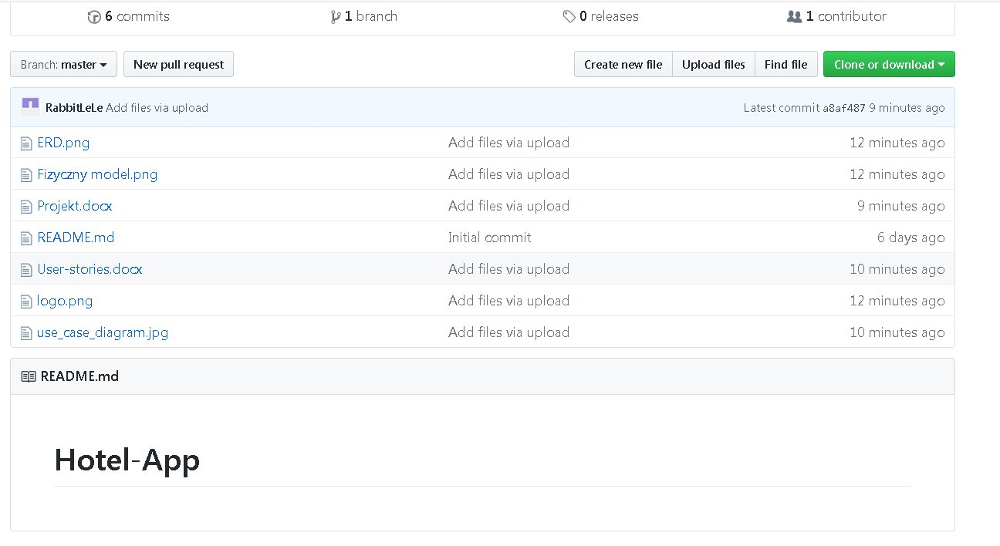 6 commits 1 branch 0 releases 1 contributor
Branch: master New pull request Create new file Upload files Find file Clone or download
RabbitLeLe Add files via upload Latest commit a8af487 9 minutes ago
ERD.png Add files via upload 12 minutes ago
Fizyczny model.png Add files via upload 12 minutes ago
Projekt.docx Add files via upload 9 minutes ago
README.md Initial commit 6 days ago
User-stories.docx Add files via upload 10 minutes ago
logo.png Add files via upload 12 minutes ago
use_case_diagram.jpg Add files via upload 10 minutes ago
README.md
Hotel-App